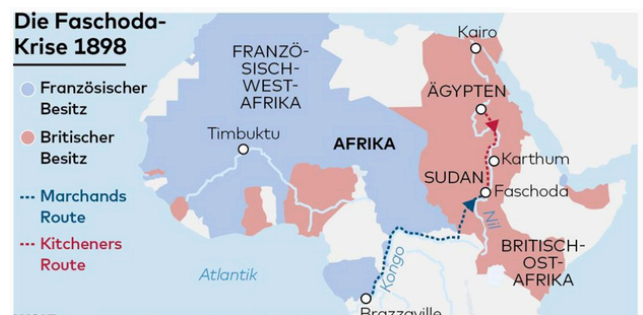 Die Faschoda-
Krise 1898
Französischer
Besitz
Britischer
Besitz
Marchands
Route
Kitcheners
Route
FRANZÖ-
SISCH-
WEST-
AFRIKA
Timbuktu
AFRIKA
Kairo
ÄGYPTEN
Karthum
SUDAN
Faschoda
Nil
BRITISCH-
OST-
AFRIKA
Atlantik
Kongo
Brazzaville